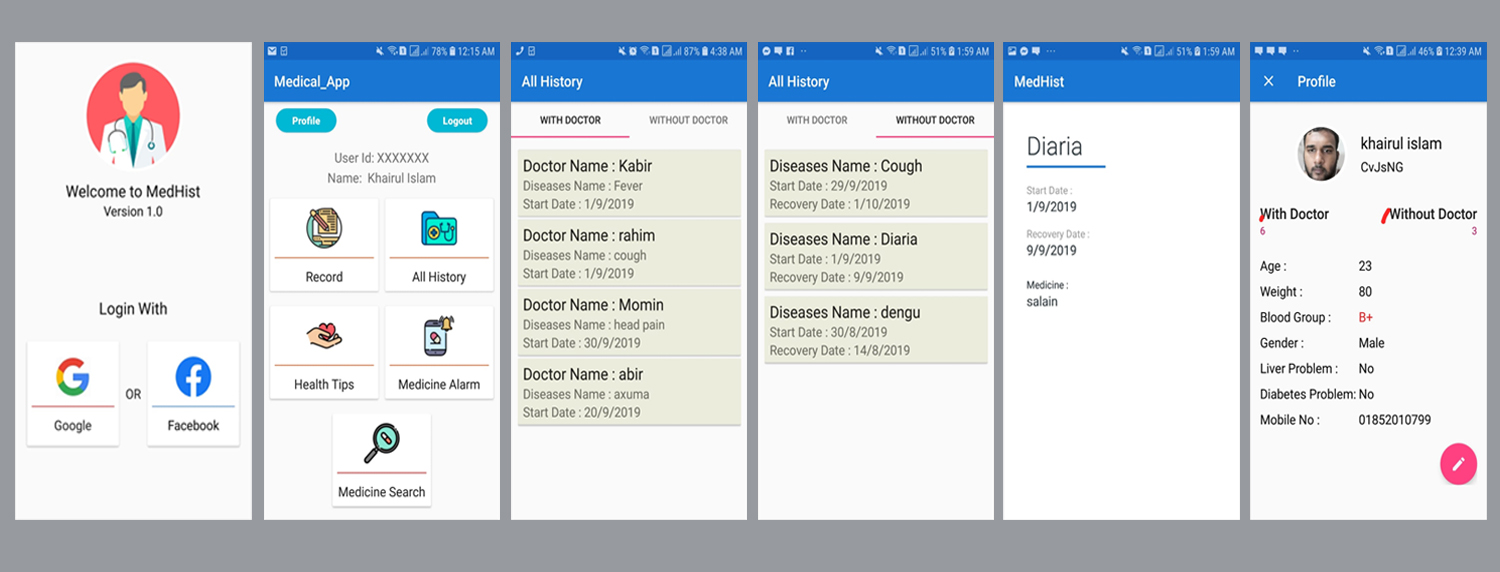 Welcome to MedHist
Version 1.0
Login With
Google
OR
Facebook
78% 12:15 AM
Medical_App
Profile
Logout
User Id: XXXXXXX
Name: Khairul Islam
Record
All History
Health Tips
Medicine Alarm
Medicine Search
87% 4:38 AM
All History
WITH DOCTOR
WITHOUT DOCTOR
Doctor Name : Kabir
Diseases Name : Fever
Start Date : 1/9/2019
Doctor Name : rahim
Diseases Name : cough
Start Date : 1/9/2019
Doctor Name : Momin
Diseases Name : head pain
Start Date : 30/9/2019
Doctor Name : abir
Diseases Name : axuma
Start Date : 20/9/2019
51% 1:59 AM
All History
WITH DOCTOR
WITHOUT DOCTOR
Diseases Name : Cough
Start Date : 29/9/2019
Recovery Date : 1/10/2019
Diseases Name : Diaria
Start Date : 1/9/2019
Recovery Date : 9/9/2019
Diseases Name : dengu
Start Date : 30/8/2019
Recovery Date : 14/8/2019
51% 1:59 AM
MedHist
Diaria
Start Date :
1/9/2019
Recovery Date :
9/9/2019
Medicine :
salain
46% 12:39 AM
Profile
khairul islam
CvJsNG
With Doctor
6
Without Doctor
3
Age : 23
Weight : 80
Blood Group : B+
Gender : Male
Liver Problem : No
Diabetes Problem: No
Mobile No : 01852010799